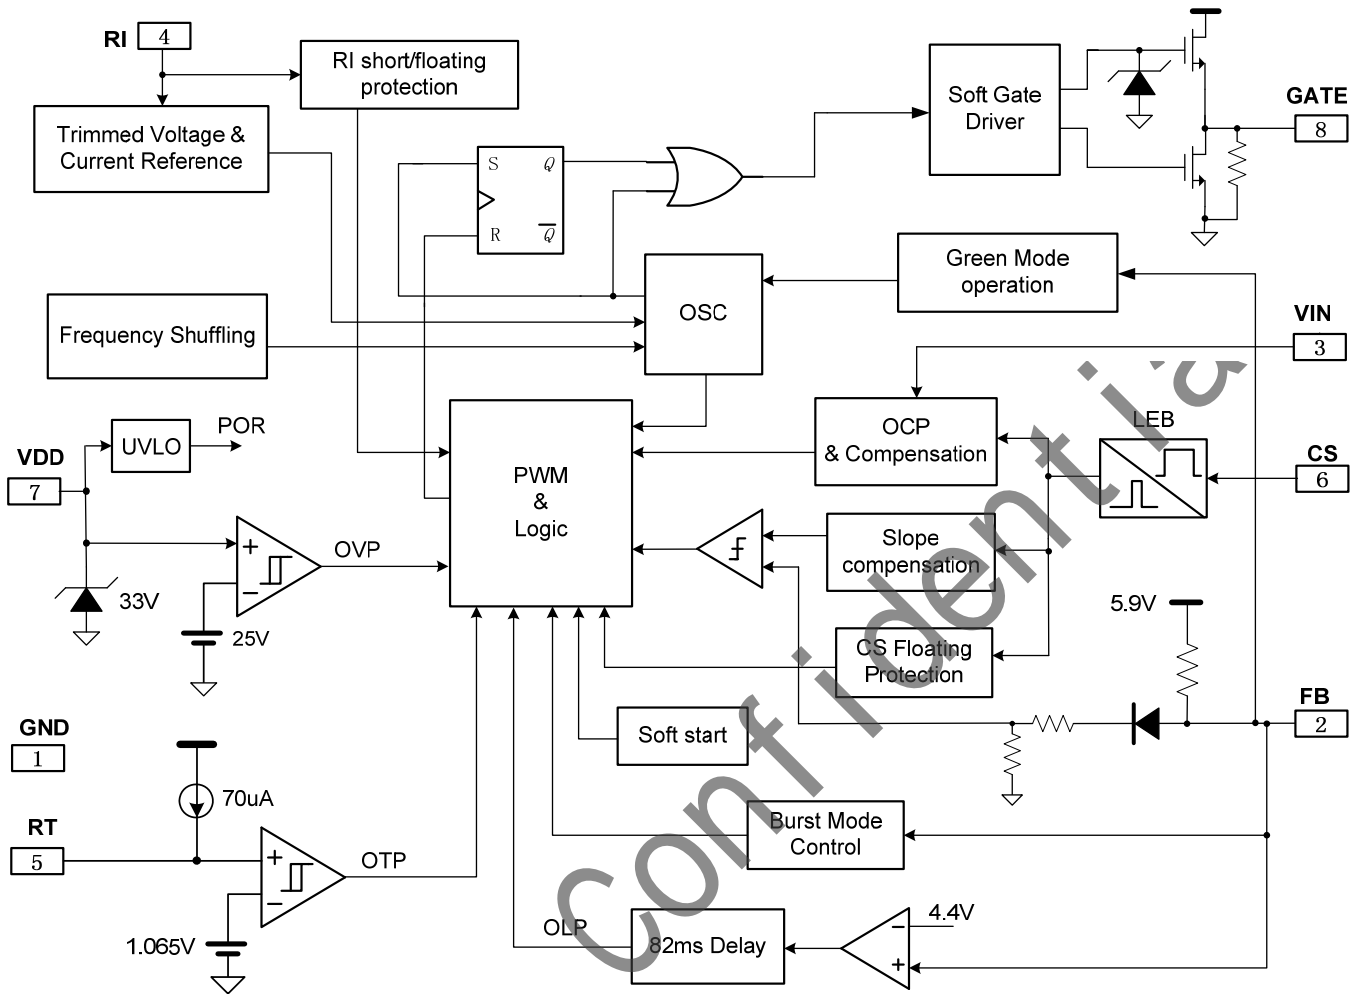 RI
4
RI short/floating
protection
Trimmed Voltage &
Current Reference
S
Q
R
Q
Soft Gate
Driver
GATE
8
Green Mode
operation
OSC
Frequency Shuffling
VIN
3
UVLO
POR
VDD
7
PWM
&
Logic
OCP
& Compensation
LEB
CS
6
OVP
33V
25V
Slope
compensation
CS Floating
Protection
5.9V
FB
2
GND
1
Soft start
70uA
RT
5
OTP
1.065V
Burst Mode
Control
OLP
82ms Delay
4.4V
Confidentia